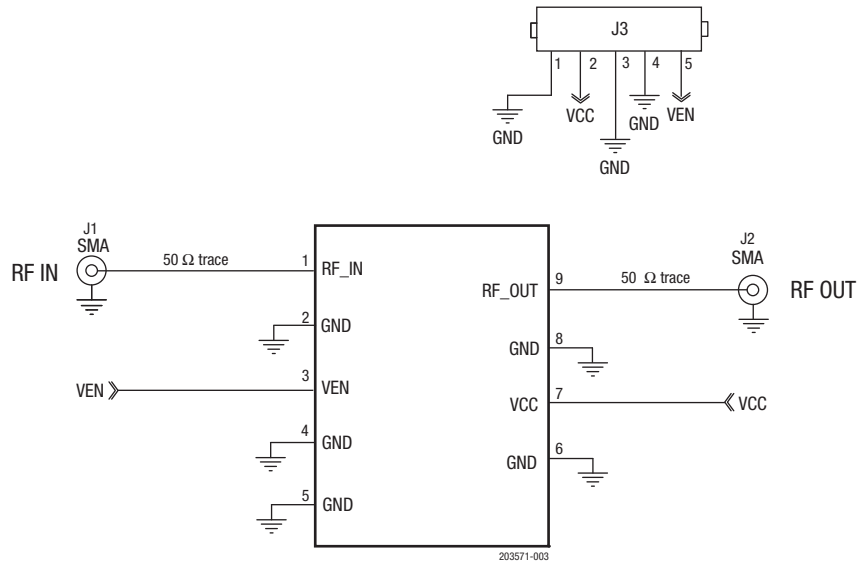 J3
1 2 3 4 5
GND VCC GND VEN
GND
J1
SMA
RF IN
50 Ω trace
1 RF_IN
2 GND
VEN
3 VEN
4 GND
5 GND
J2
SMA
RF OUT
50 Ω trace
RF_OUT 9
GND 8
VCC 7
VCC
GND 6
203571-003